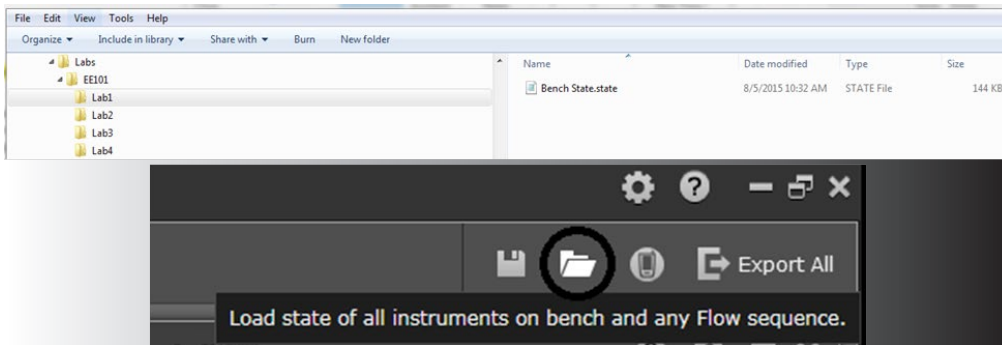 File Edit View Tools Help
Organize Include in library Share with Burn New folder
Labs
EE101
Lab1
Lab2
Lab3
Lab4
Name Date modified Type Size
Bench State.state 8/5/2015 10:32 AM STATE File 144 KB
Export All
Load state of all instruments on bench and any Flow sequence.